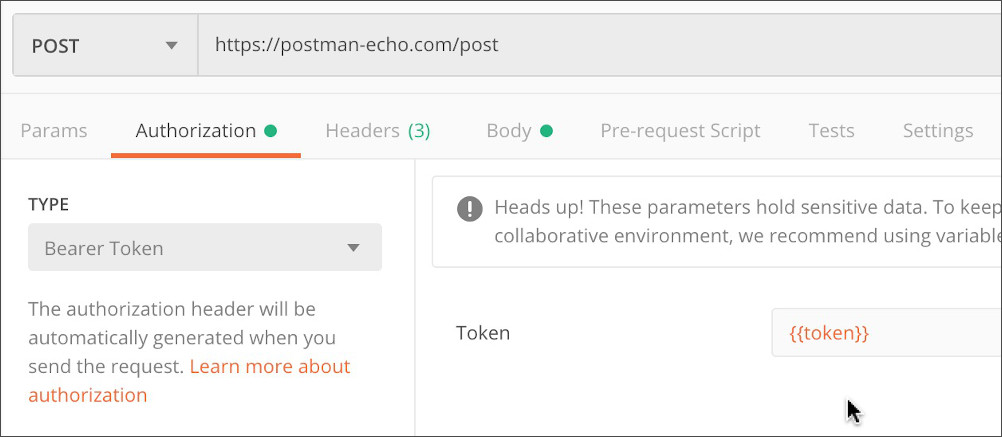 POST
https://postman-echo.com/post
Params
Authorization
Headers (3)
Body
Pre-request Script
Tests
Settings
TYPE
Bearer Token
The authorization header will be
automatically generated when you
send the request. Learn more about
authorization
Heads up! These parameters hold sensitive data. To keep
collaborative environment, we recommend using variable
Token
{{token}}